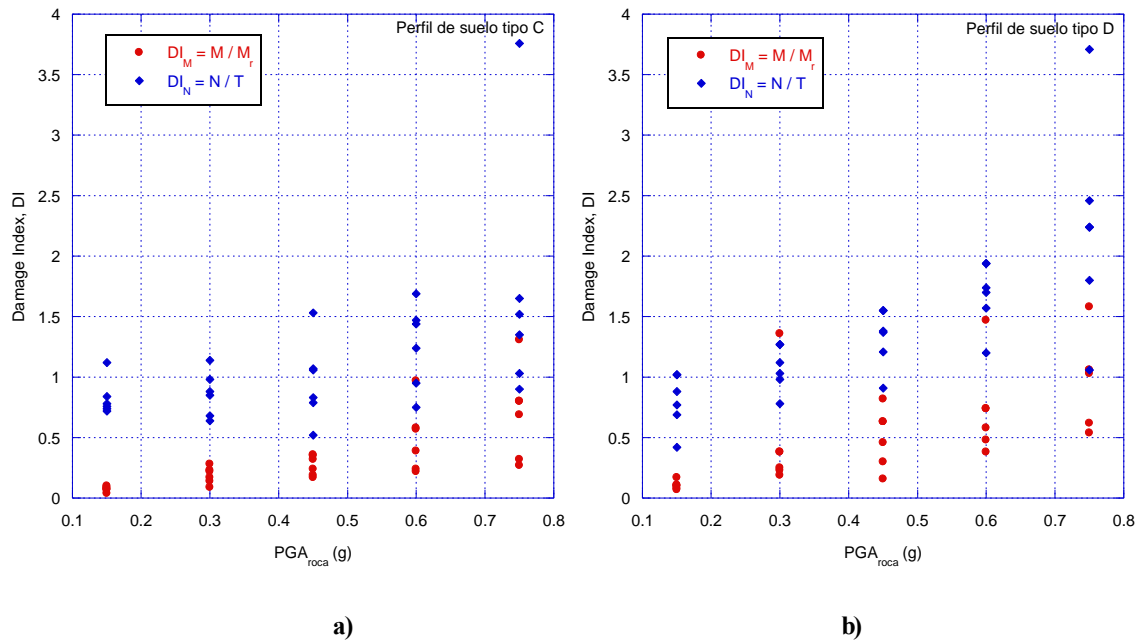 Perfil de suelo tipo C
DI_M = M / M_r
DI_N = N / T
4
3.5
3
2.5
2
1.5
1
0.5
0
Damage Index, DI
0.1 0.2 0.3 0.4 0.5 0.6 0.7 0.8
PGA_roca (g)
a)
Perfil de suelo tipo D
DI_M = M / M_r
DI_N = N / T
4
3.5
3
2.5
2
1.5
1
0.5
0
Damage Index, DI
0.1 0.2 0.3 0.4 0.5 0.6 0.7 0.8
PGA_roca (g)
b)